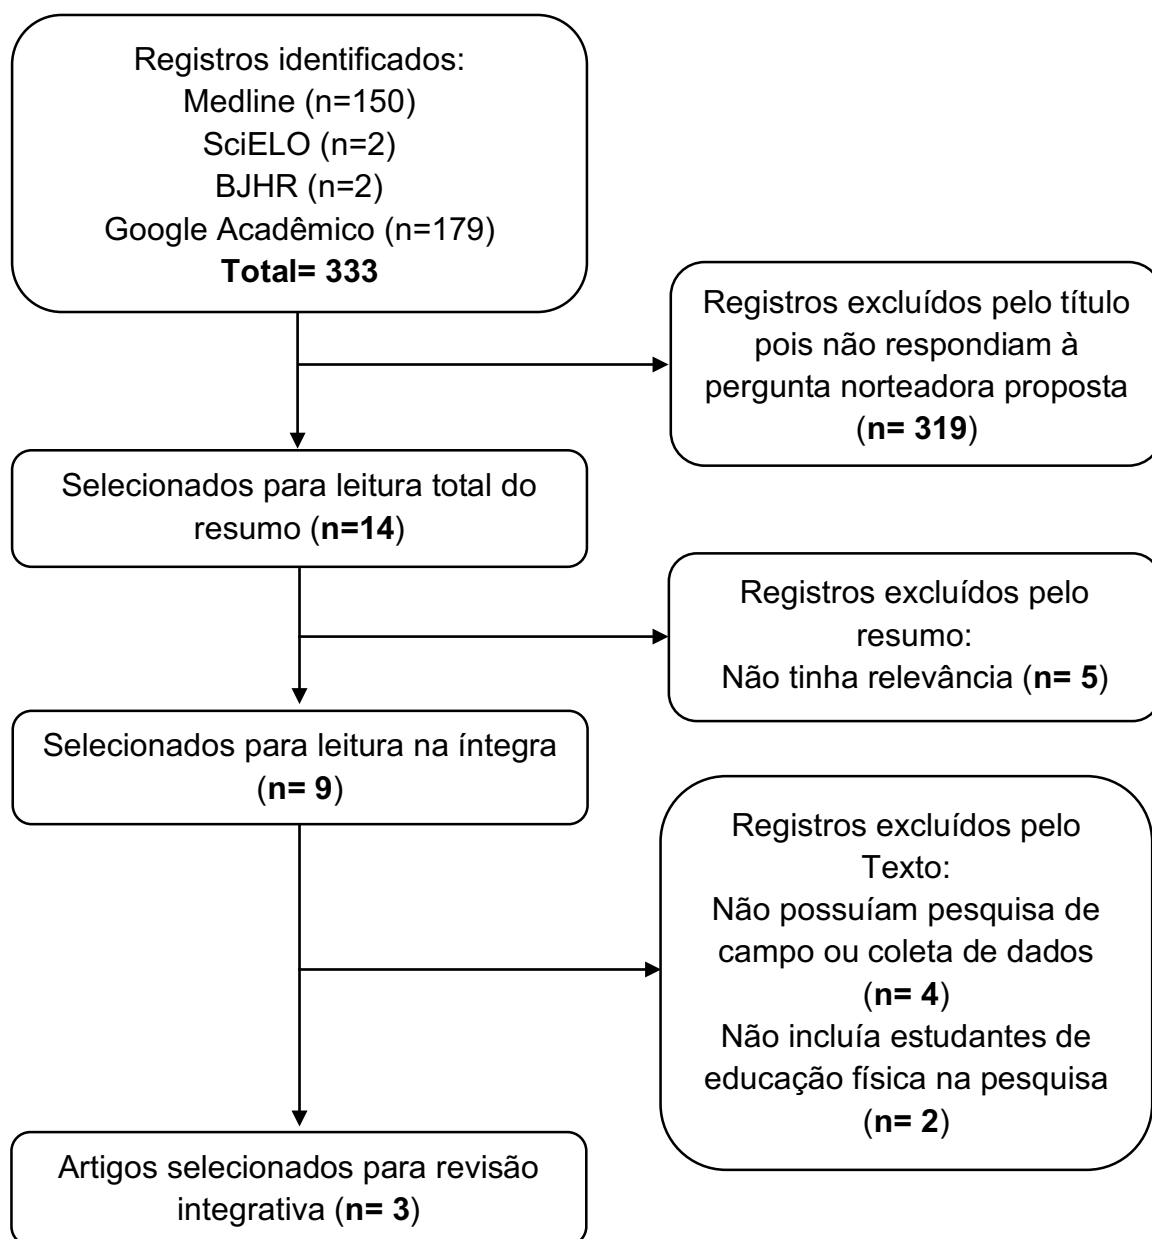 Registros identificados:
Medline (n=150)
SciELO (n=2)
BJHR (n=2)
Google Acadêmico (n=179)
Total= 333
Registros excluídos pelo título
pois não respondiam à
pergunta norteadora proposta
(n= 319)
Selecionados para leitura total do
resumo (n=14)
Registros excluídos pelo
resumo:
Não tinha relevância (n= 5)
Selecionados para leitura na íntegra
(n= 9)
Registros excluídos pelo
Texto:
Não possuíam pesquisa de
campo ou coleta de dados
(n= 4)
Não incluía estudantes de
educação física na pesquisa
(n= 2)
Artigos selecionados para revisão
integrativa (n= 3)